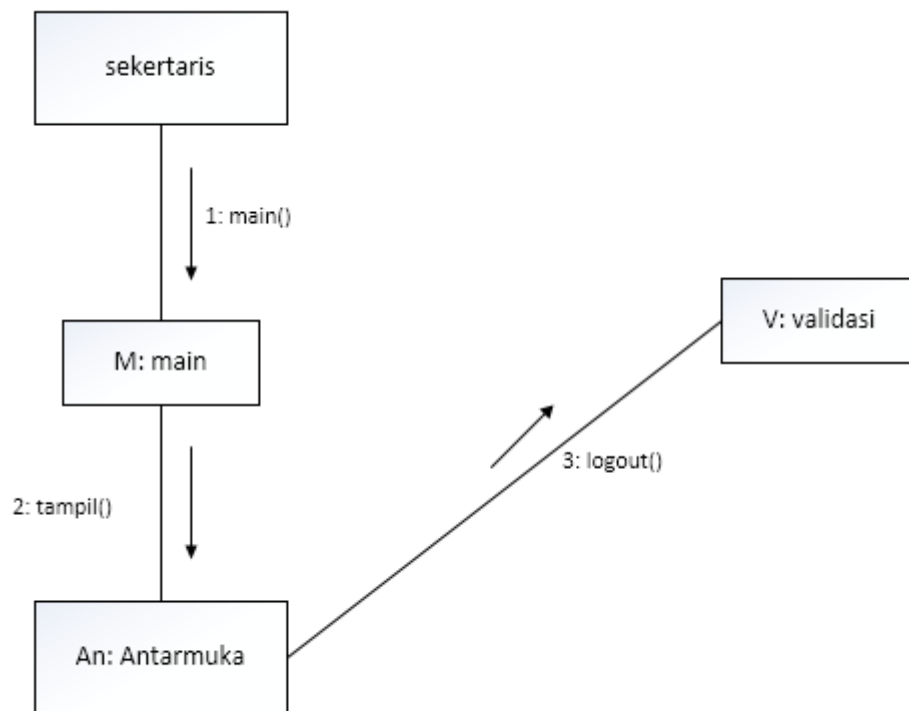 sekertaris
1: main()
M: main
V: validasi
3: logout()
2: tampil()
An: Antarmuka